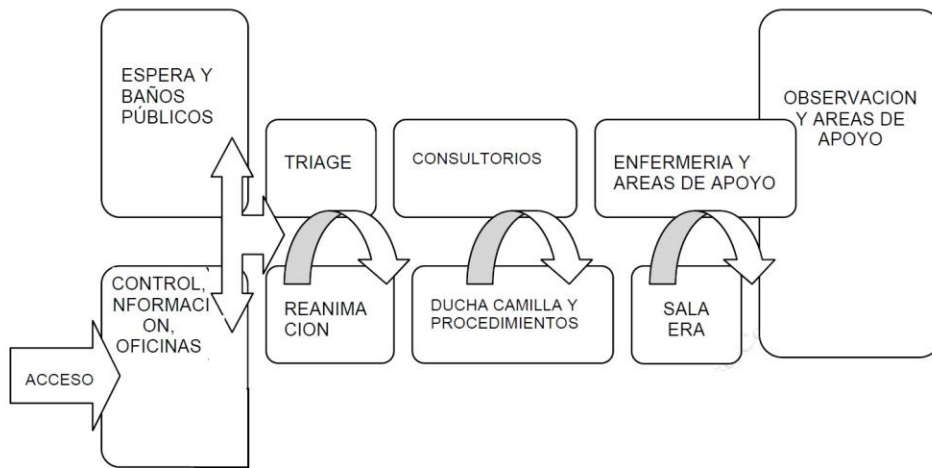 ESPERA Y
BAÑOS
PÚBLICOS
TRIAGE
CONSULTORIOS
ENFERMERIA Y
AREAS DE APOYO
OBSERVACION
Y AREAS DE
APOYO
CONTROL,
NFORMACI
ON,
OFICINAS
ACCESO
REANIMA
CION
DUCHA CAMILLA Y
PROCEDIMIENTOS
SALA
ERA